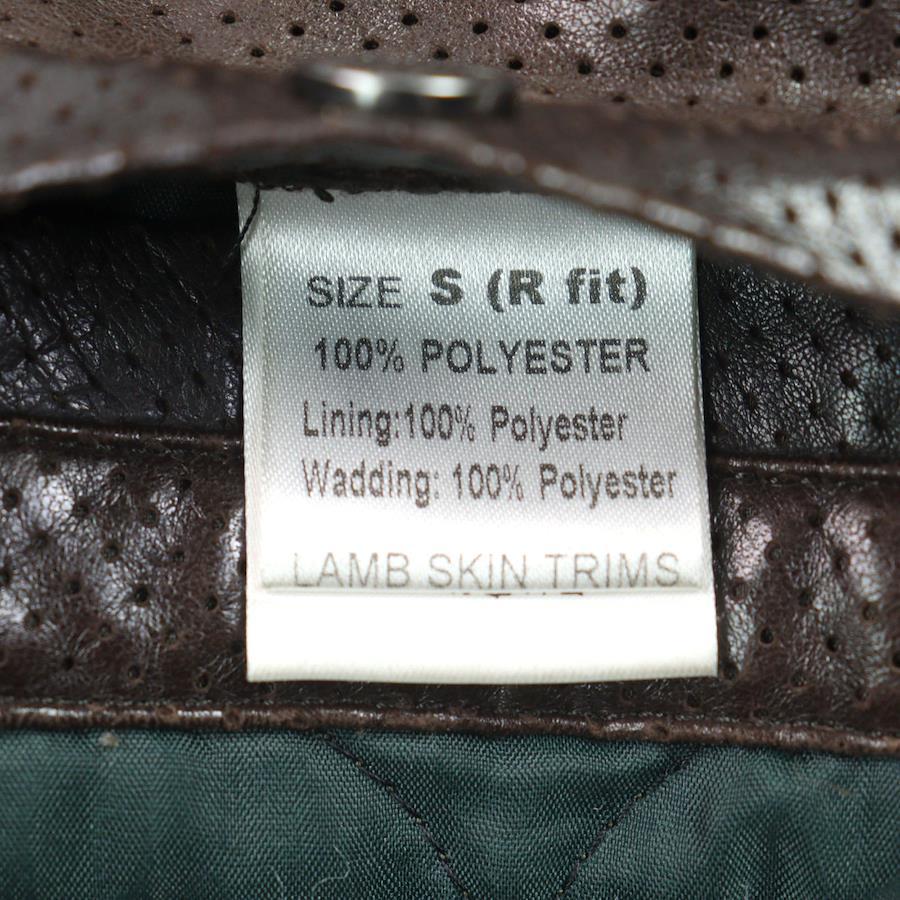 SIZE S (R fit)
100% POLYESTER
Lining:100% Polyester
Wadding: 100% Polyester
LAMB SKIN TRIMS